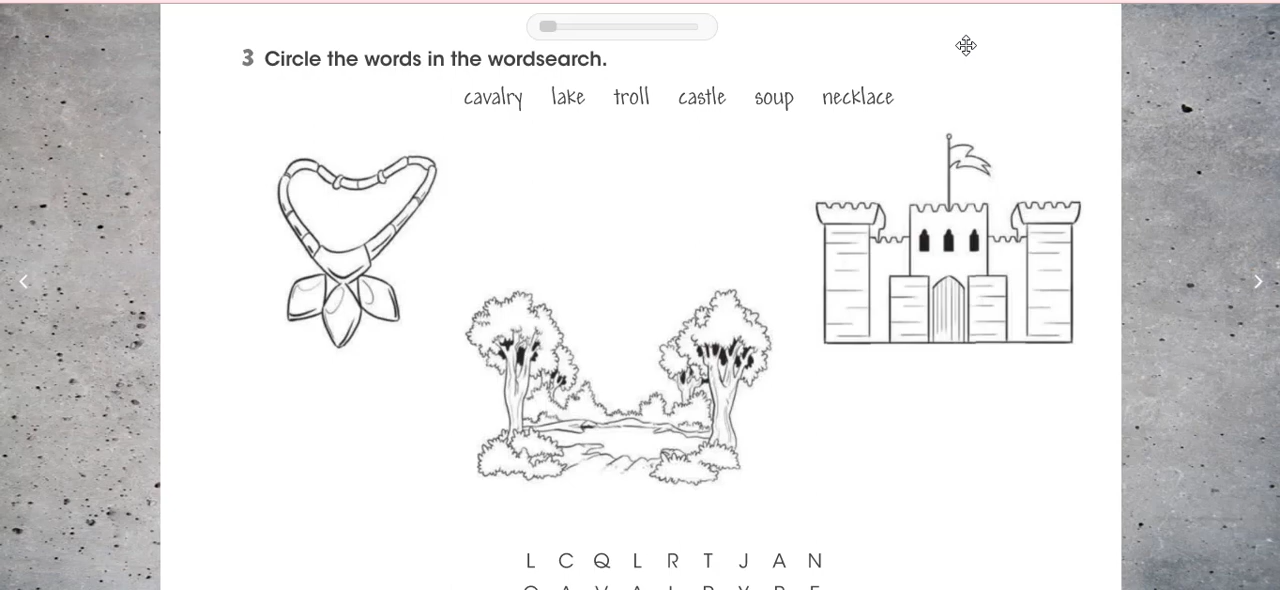 3 Circle the words in the wordsearch.
cavalry lake troll castle soup necklace
L C Q L R T J A N